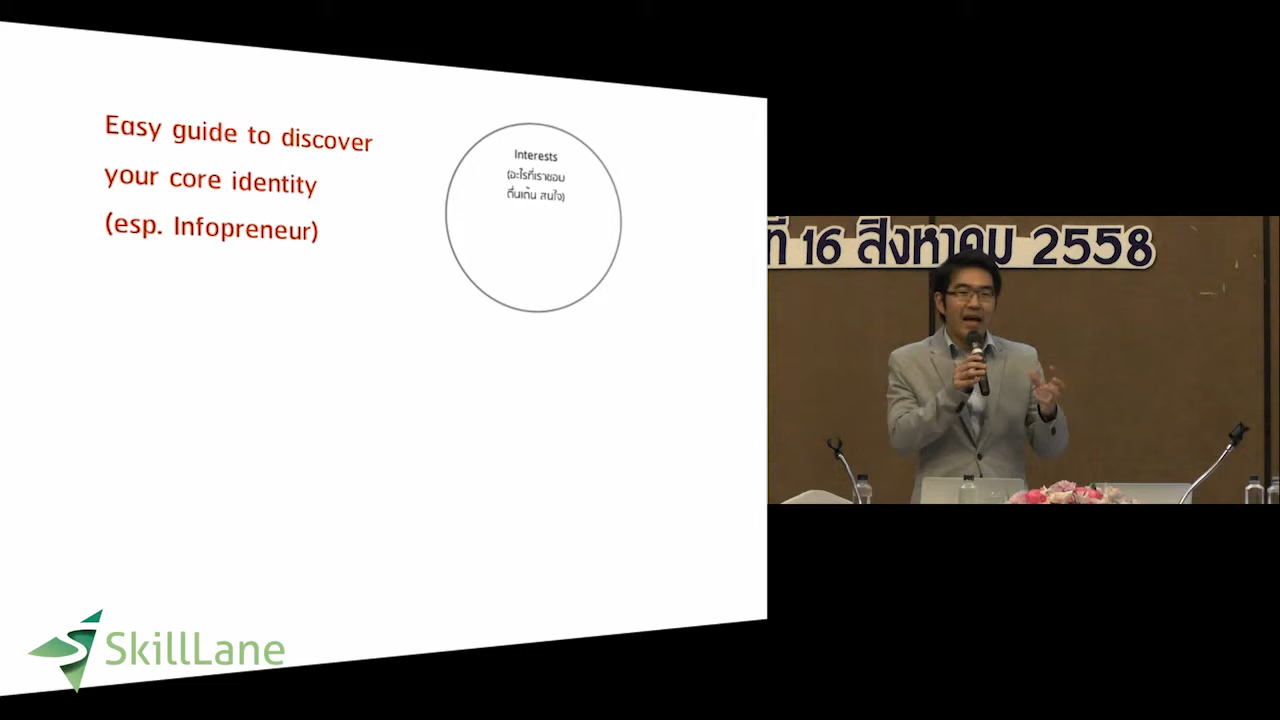 Easy guide to discover
your core identity
(esp. Infopreneur)
Interests
(อะไรที่เราชอบ
ตื่นเต้น สนใจ)
ที่ 16 สิงหาคม 2558
SkillLane